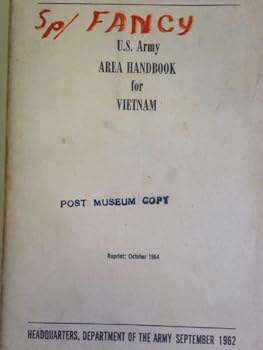 Sp/ FANCY
U.S. Army
AREA HANDBOOK
for
VIETNAM
POST MUSEUM COPY
Reprint: October 1964
HEADQUARTERS, DEPARTMENT OF THE ARMY SEPTEMBER 1962